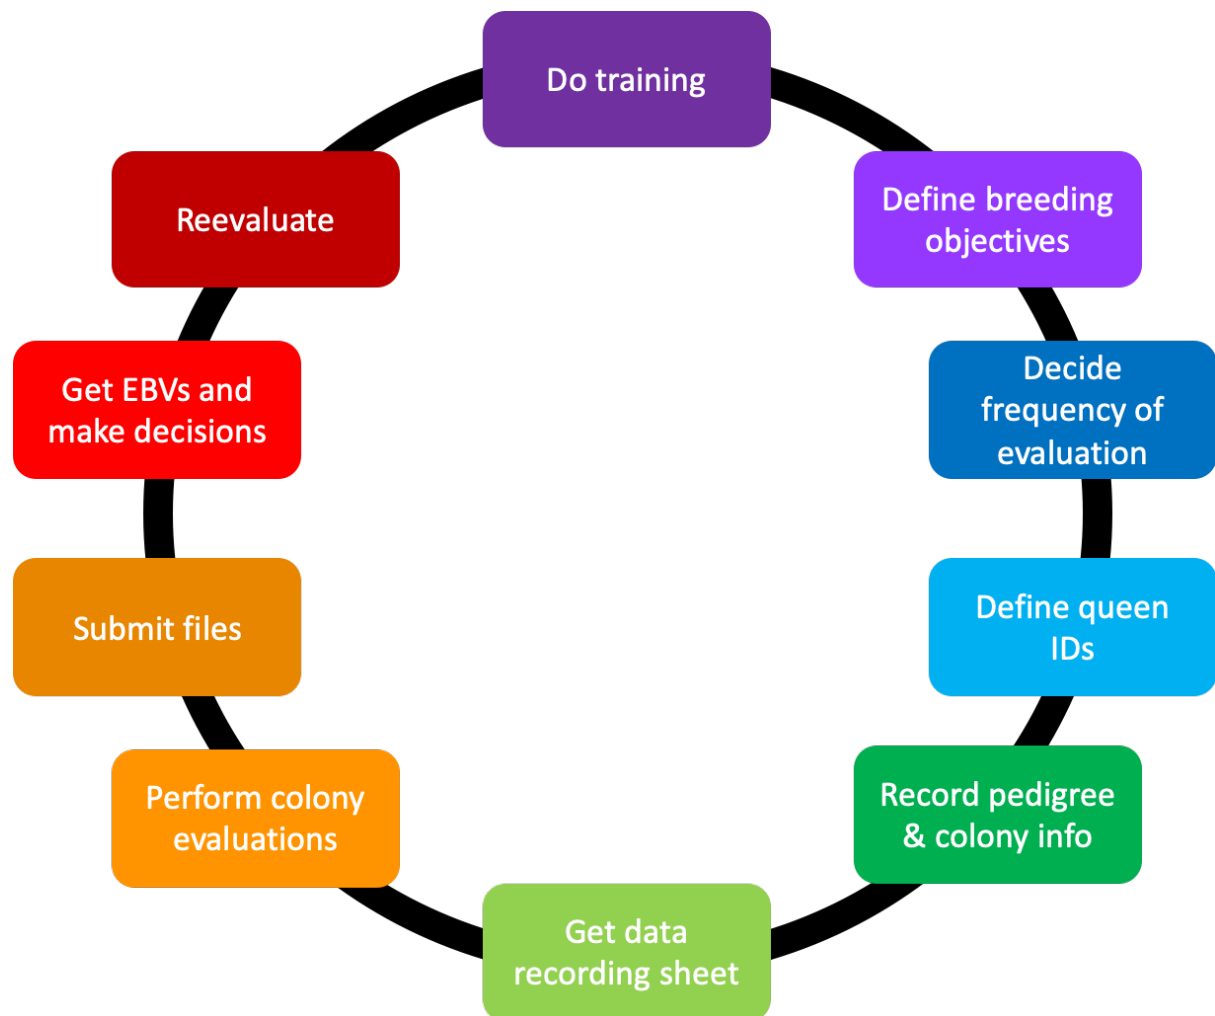 Do training
Define breeding
objectives
Decide
frequency of
evaluation
Define queen
IDs
Record pedigree
& colony info
Get data
recording sheet
Perform colony
evaluations
Submit files
Get EBVs and
make decisions
Reevaluate